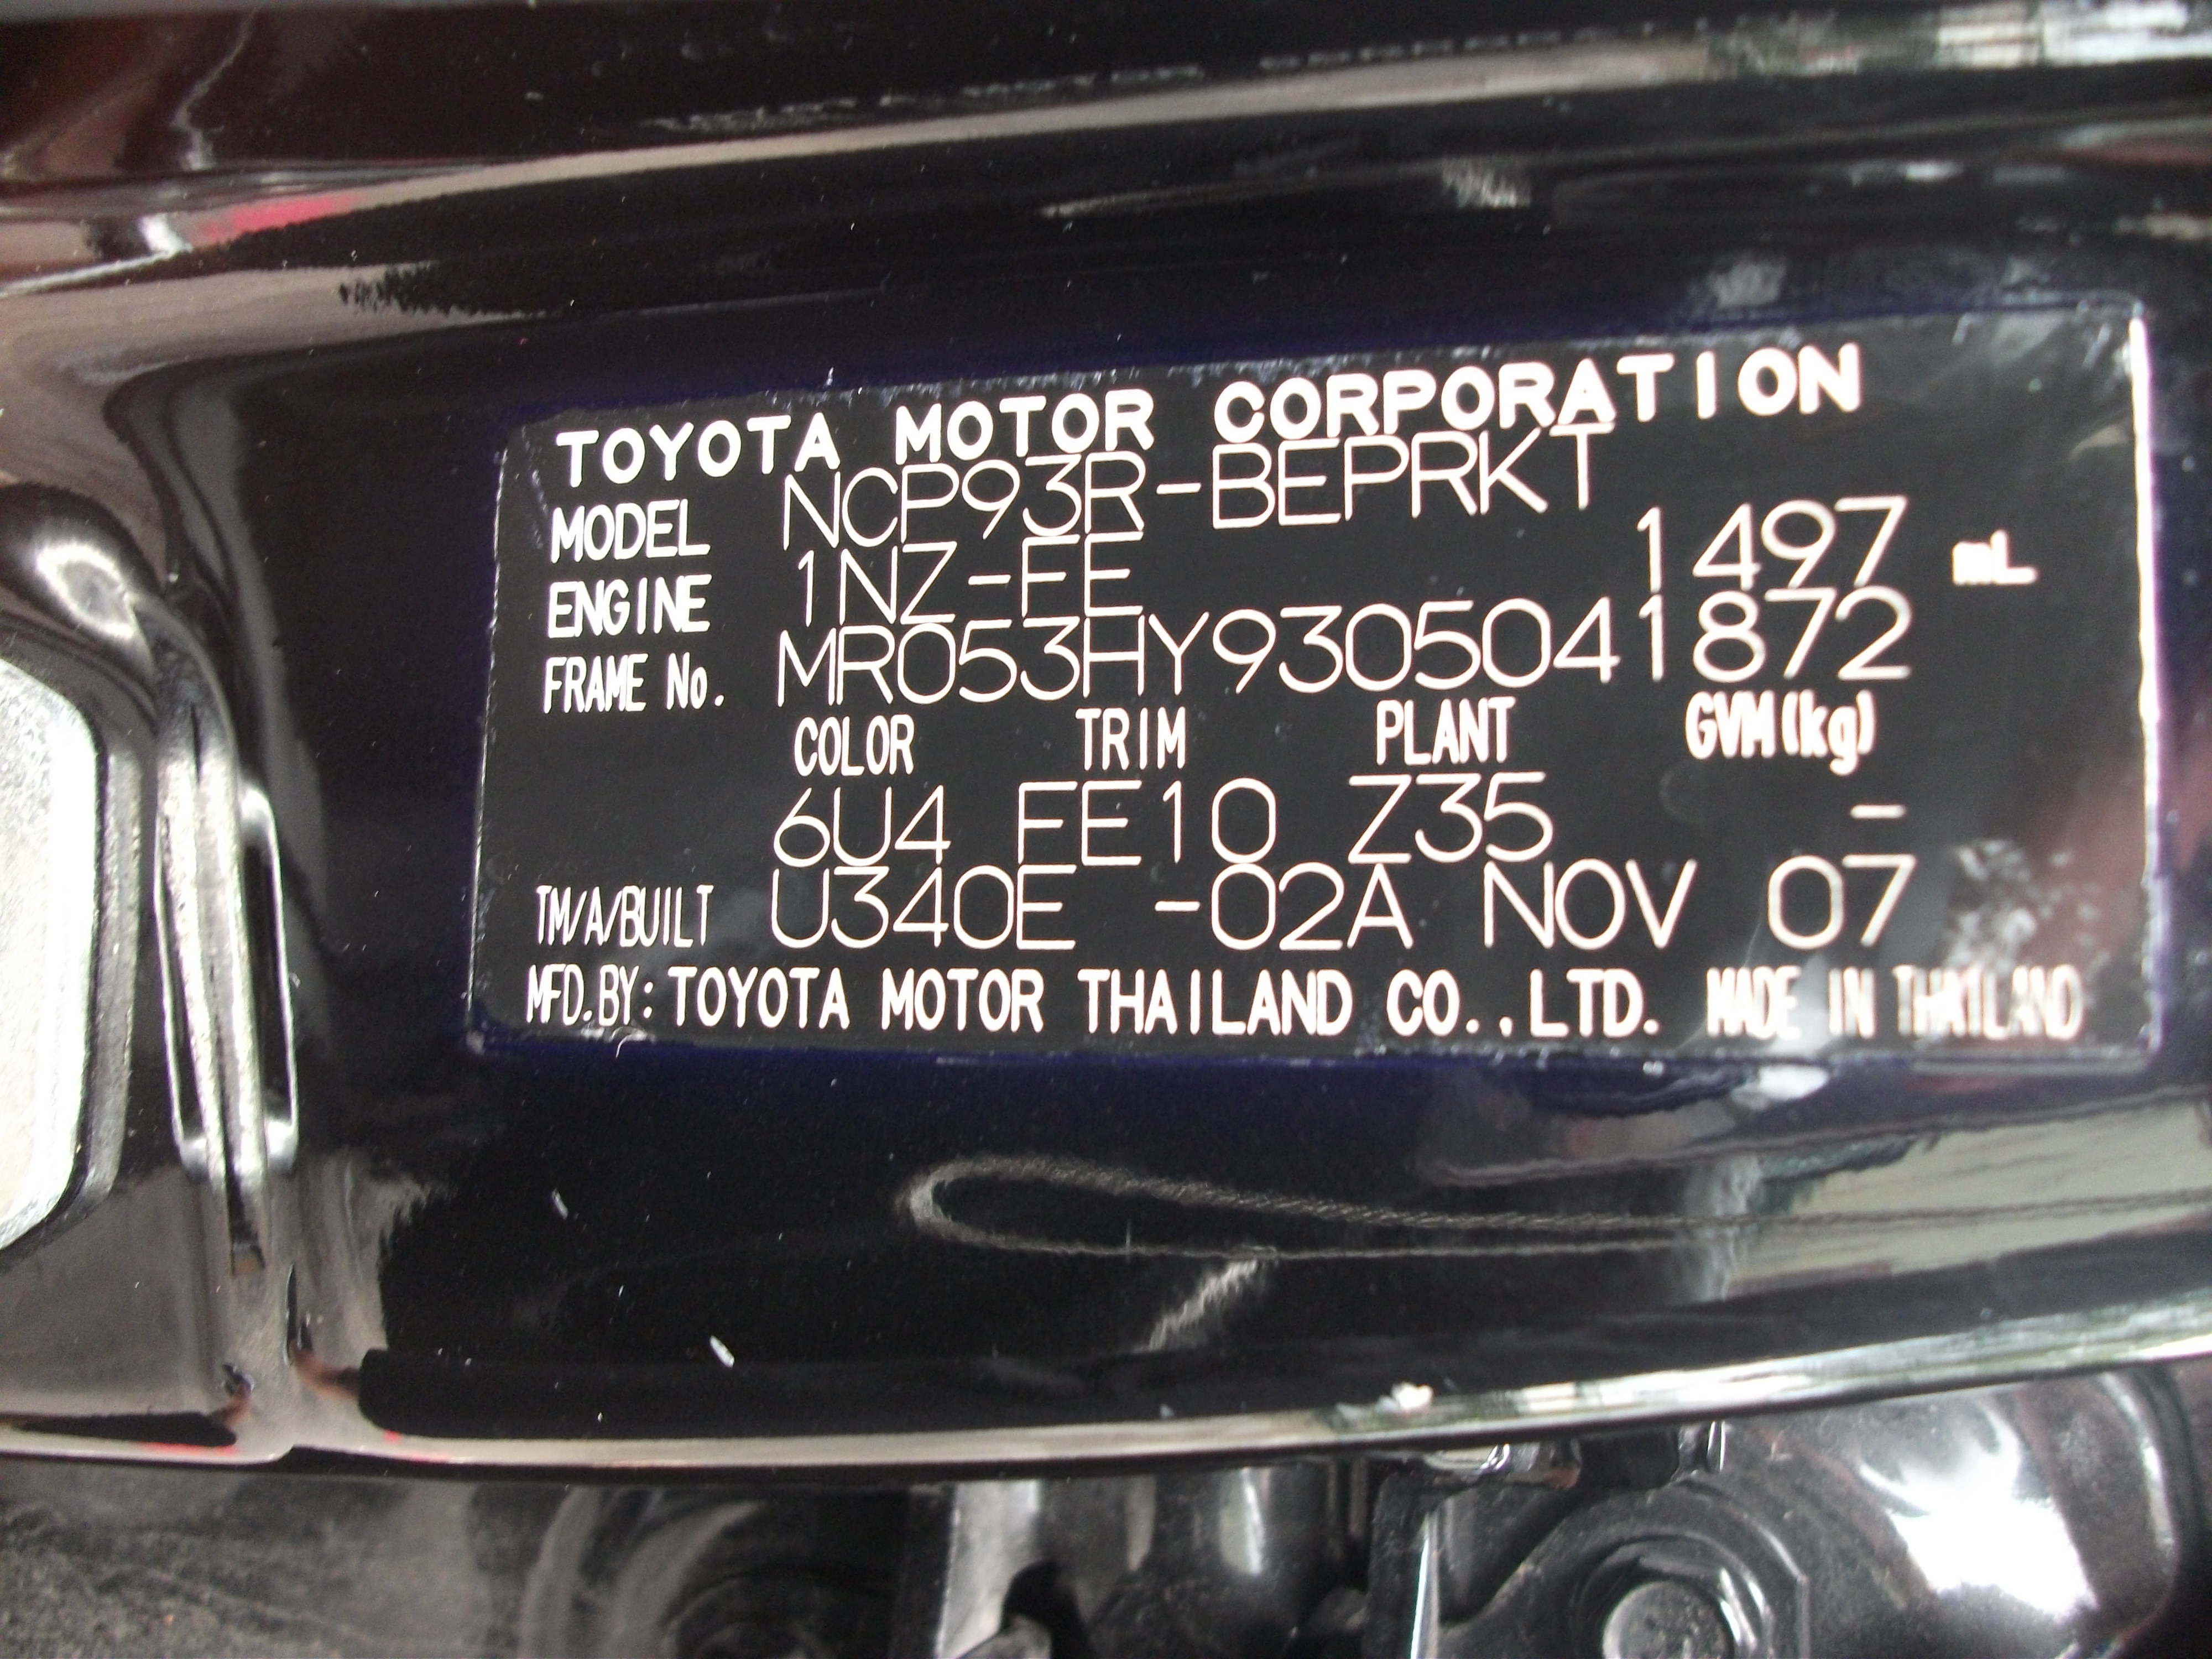 TOYOTA MOTOR CORPORATION
MODEL NCP93R-BEPRKT
ENGINE 1NZ-FE 1497 mL
FRAME No. MR053HY9305041872
COLOR TRIM PLANT GVM(kg)
6U4 FE10 Z35 -
TM/A/BUILT U340E -02A NOV 07
MFD.BY: TOYOTA MOTOR THAILAND CO.,LTD. MADE IN THAILAND